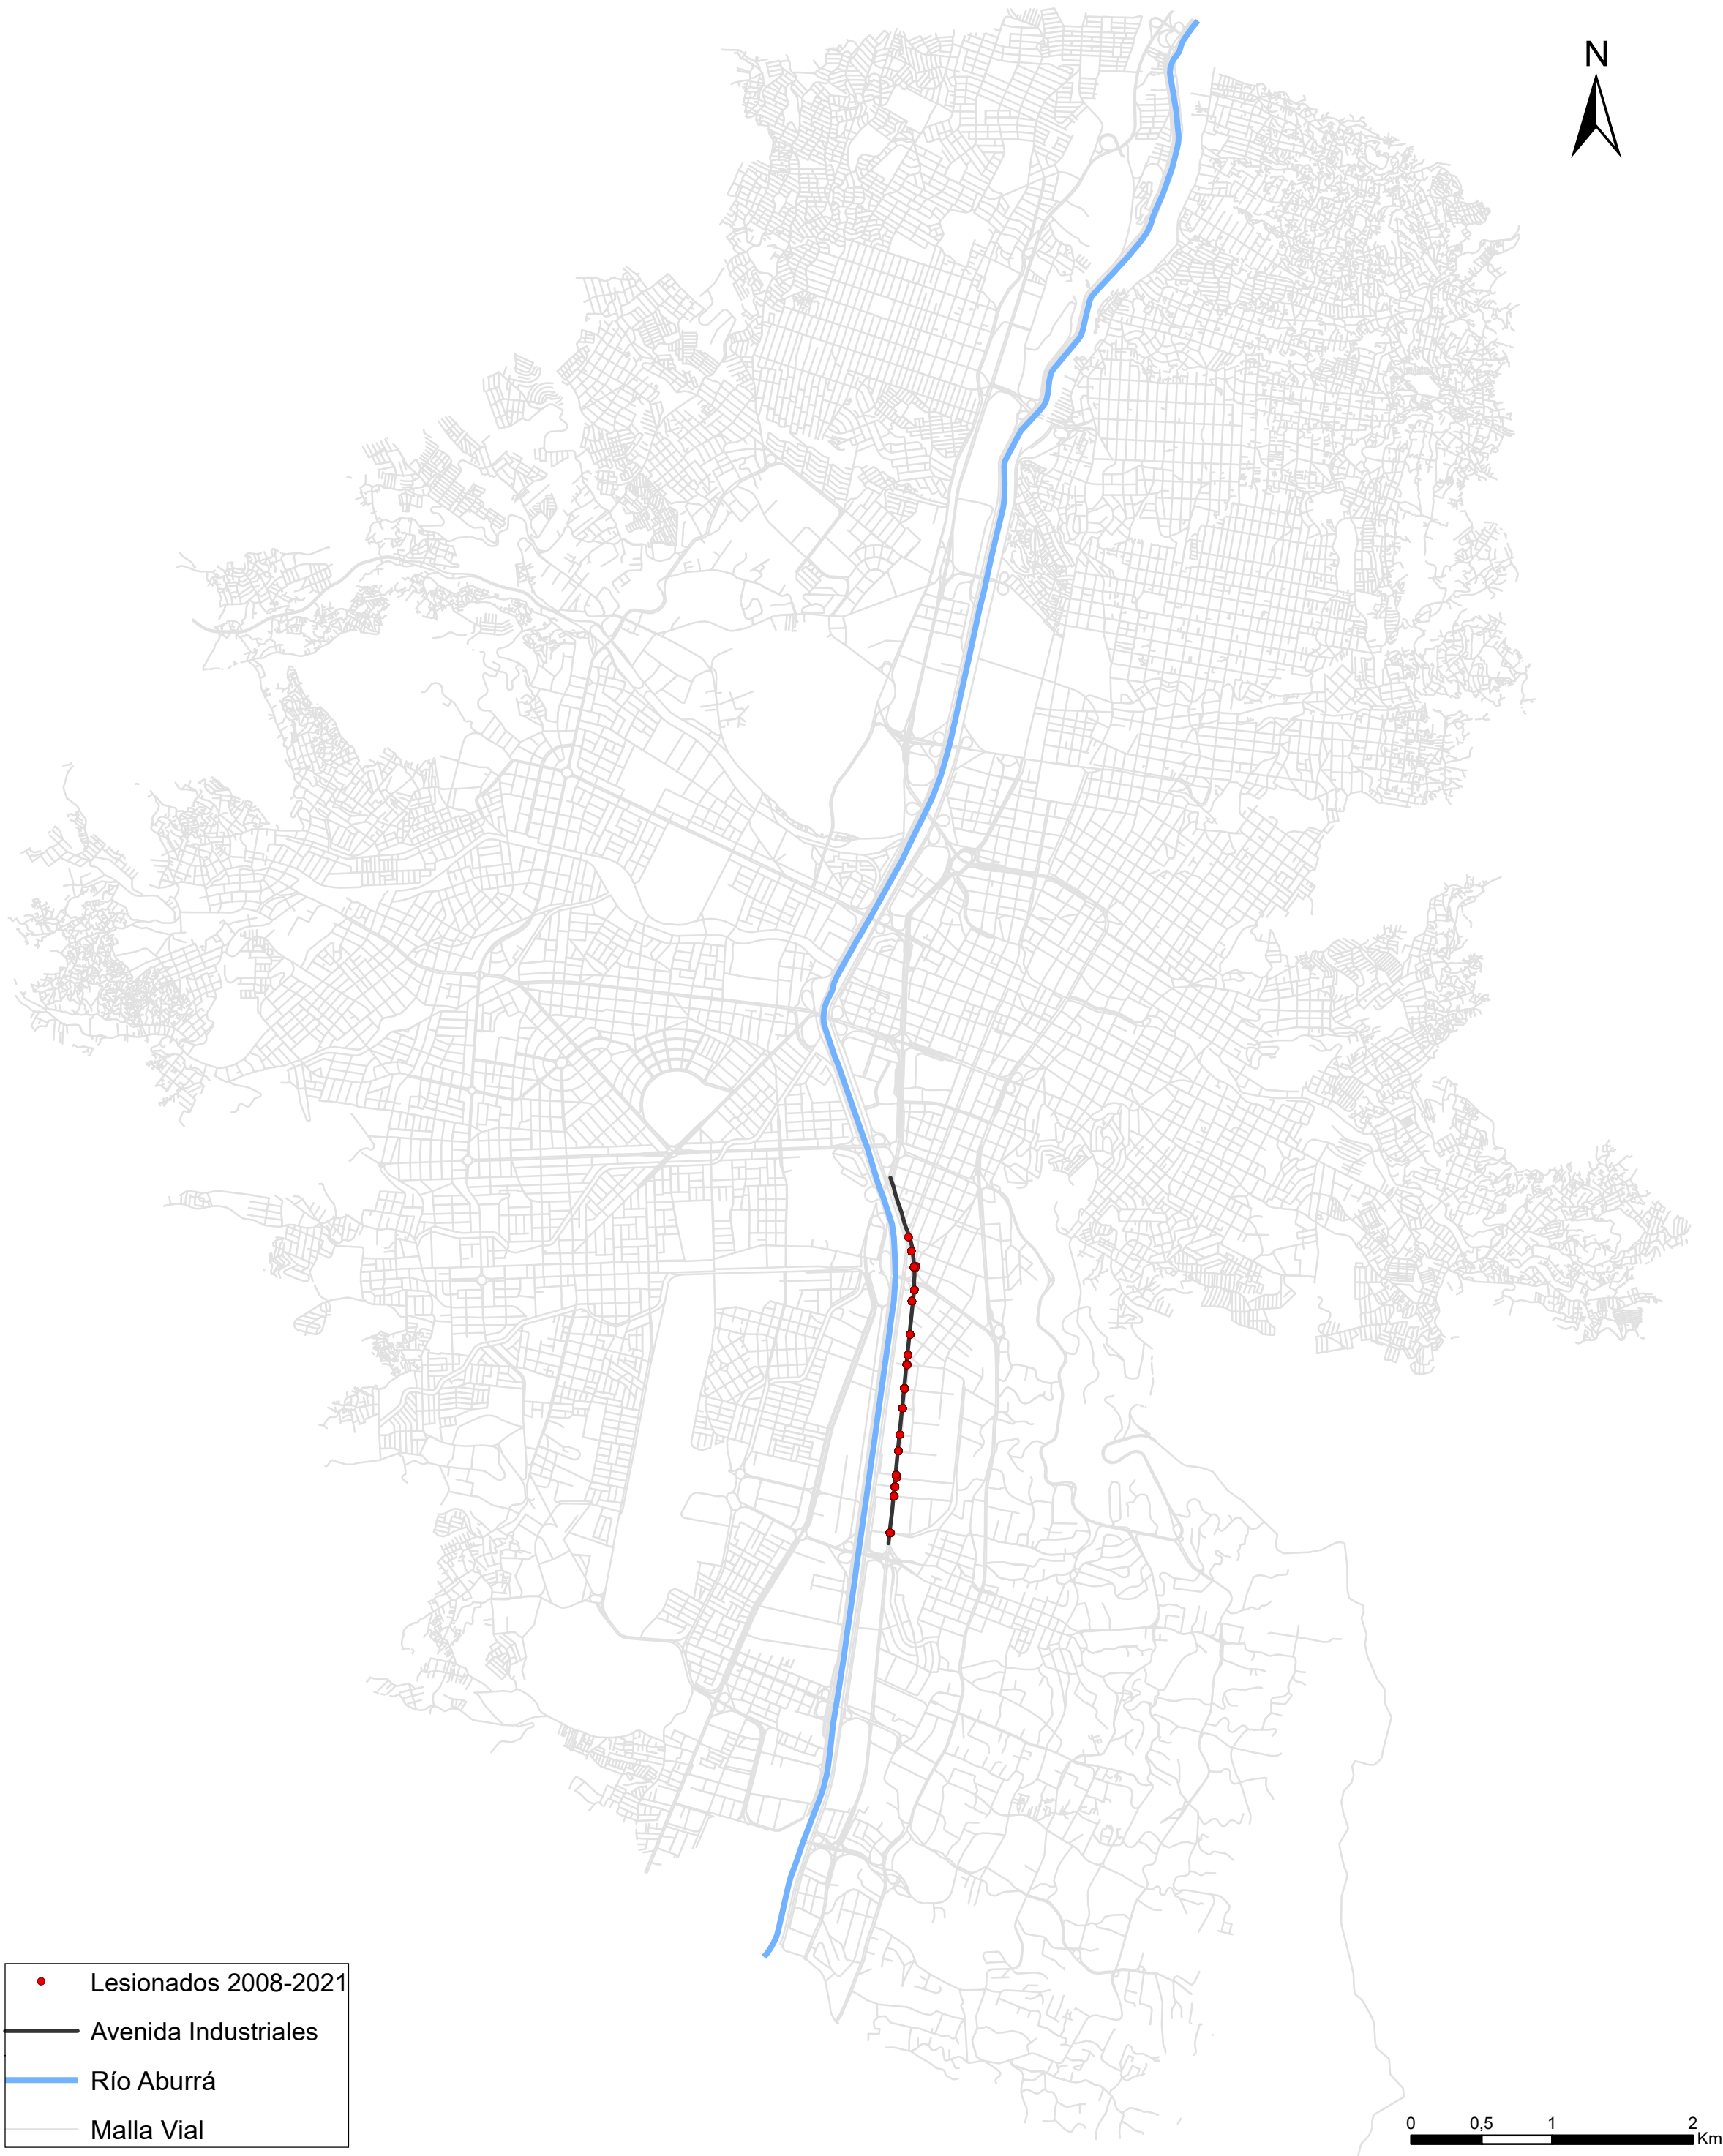 N
Lesionados 2008-2021
Avenida Industriales
Río Aburrá
Malla Vial
0 0,5 1 2
Km